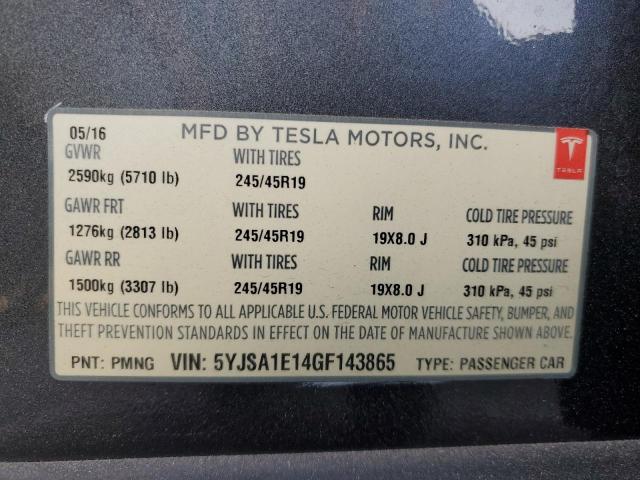 05/16 MFD BY TESLA MOTORS, INC.
TESLA
GVWR WITH TIRES
2590kg (5710 lb) 245/45R19
GAWR FRT WITH TIRES RIM COLD TIRE PRESSURE
1276kg (2813 lb) 245/45R19 19X8.0 J 310 kPa, 45 psi
GAWR RR WITH TIRES RIM COLD TIRE PRESSURE
1500kg (3307 lb) 245/45R19 19X8.0 J 310 kPa, 45 psi
THIS VEHICLE CONFORMS TO ALL APPLICABLE U.S. FEDERAL MOTOR VEHICLE SAFETY, BUMPER, AND
THEFT PREVENTION STANDARDS IN EFFECT ON THE DATE OF MANUFACTURE SHOWN ABOVE.
PNT: PMNG VIN: 5YJSA1E14GF143865 TYPE: PASSENGER CAR